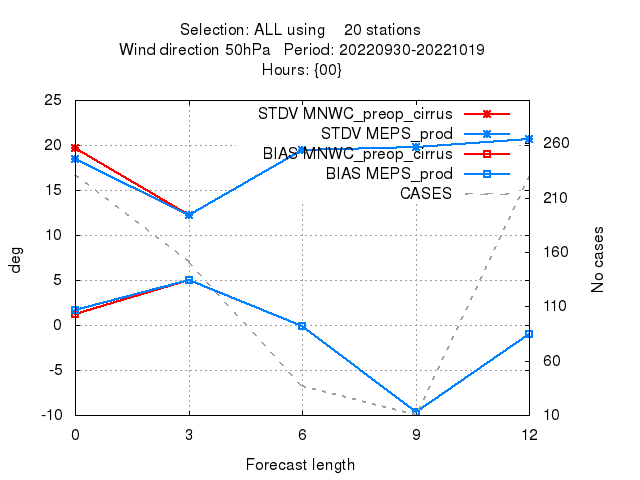 Selection: ALL using    20 stations
Wind direction 50hPa   Period: 20220930-20221019
Hours: {00}
STDV MNWC_preop_cirrus
STDV MEPS_prod
BIAS MNWC_preop_cirrus
BIAS MEPS_prod
CASES
25
20
15
10
5
0
-5
-10
deg
260
210
160
110
60
10
No cases
0 3 6 9 12
Forecast length